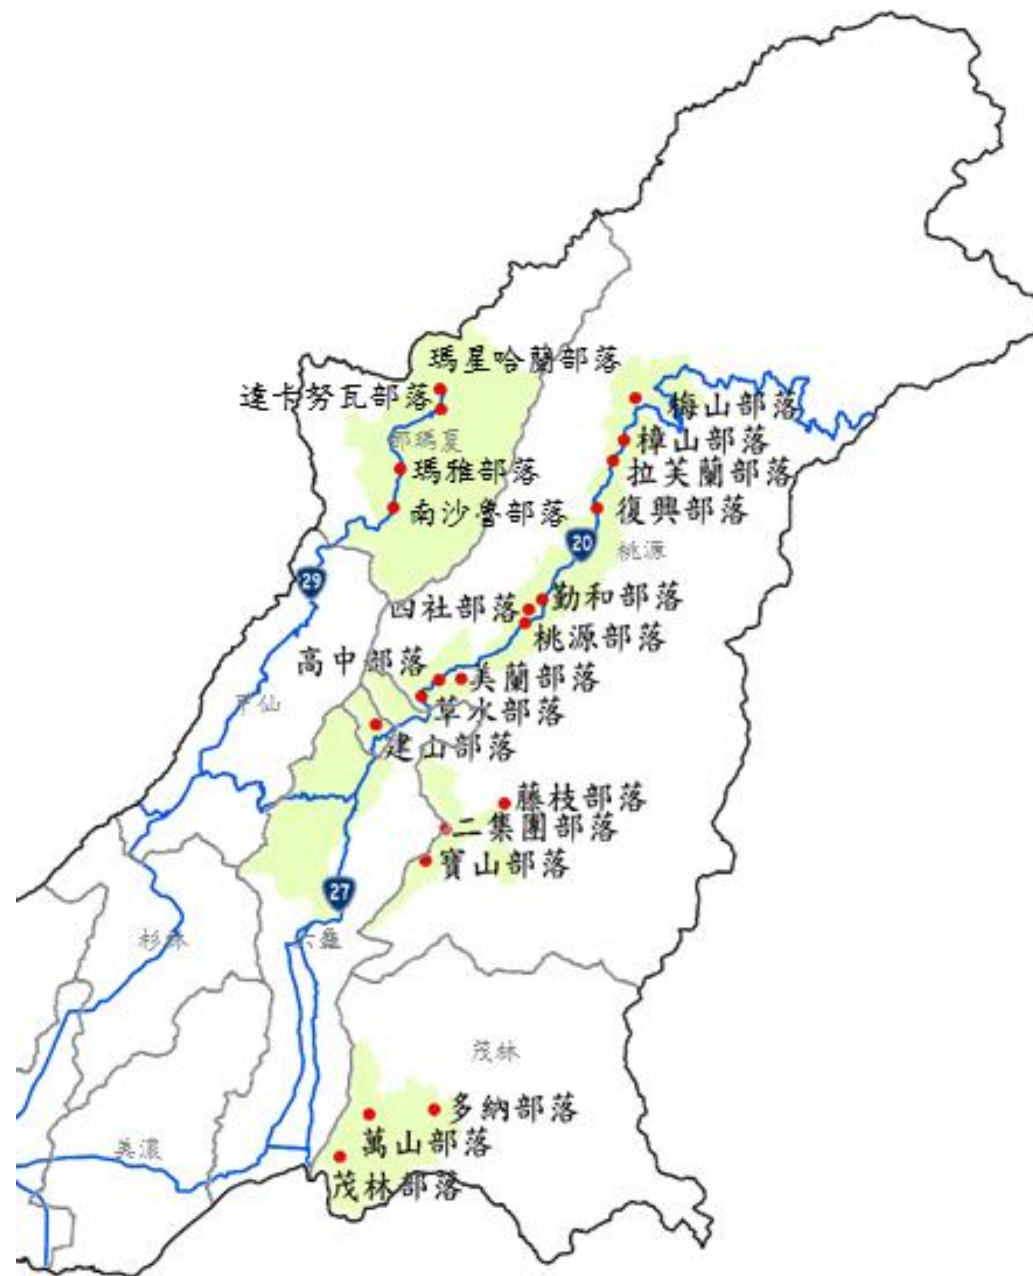 瑪星哈蘭部落
達卡努瓦部落
那瑪夏
梅山部落
樟山部落
瑪雅部落
拉芙蘭部落
南沙魯部落
復興部落
20
桃源
29
四社部落
勤和部落
桃源部落
高中部落
美蘭部落
甲仙
草水部落
建山部落
藤枝部落
二集團部落
寶山部落
27
杉林
六龜
茂林
多納部落
萬山部落
美濃
茂林部落